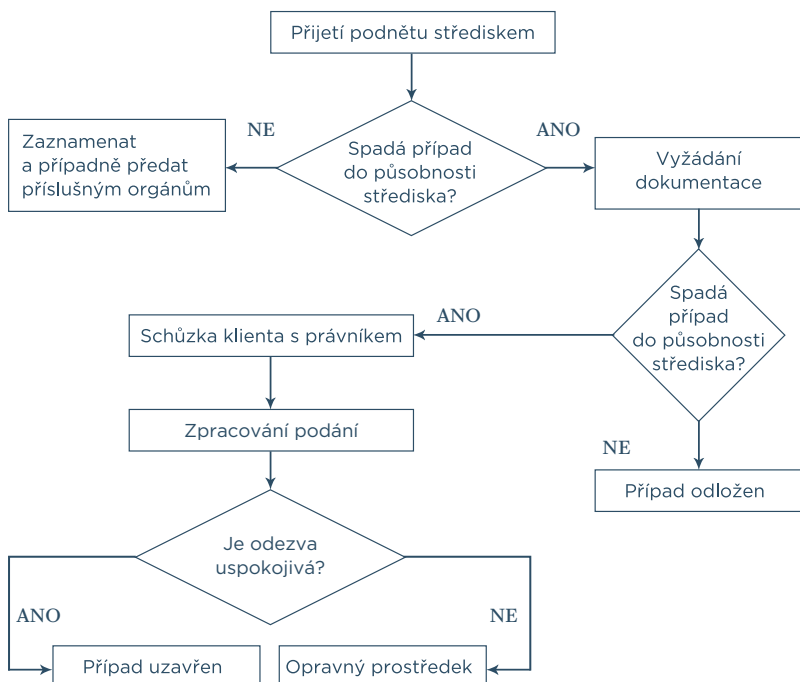 Přijetí podnětu střediskem
NE
ANO
Zaznamenat
a případně předat
příslušným orgánům
Spadá případ
do působnosti
střediska?
Vyžádání
dokumentace
Spadá
případ
do působnosti
střediska?
ANO
Schůzka klienta s právníkem
Zpracování podání
NE
Případ odložen
Je odezva
uspokojivá?
ANO
NE
Případ uzavřen
Opravný prostředek